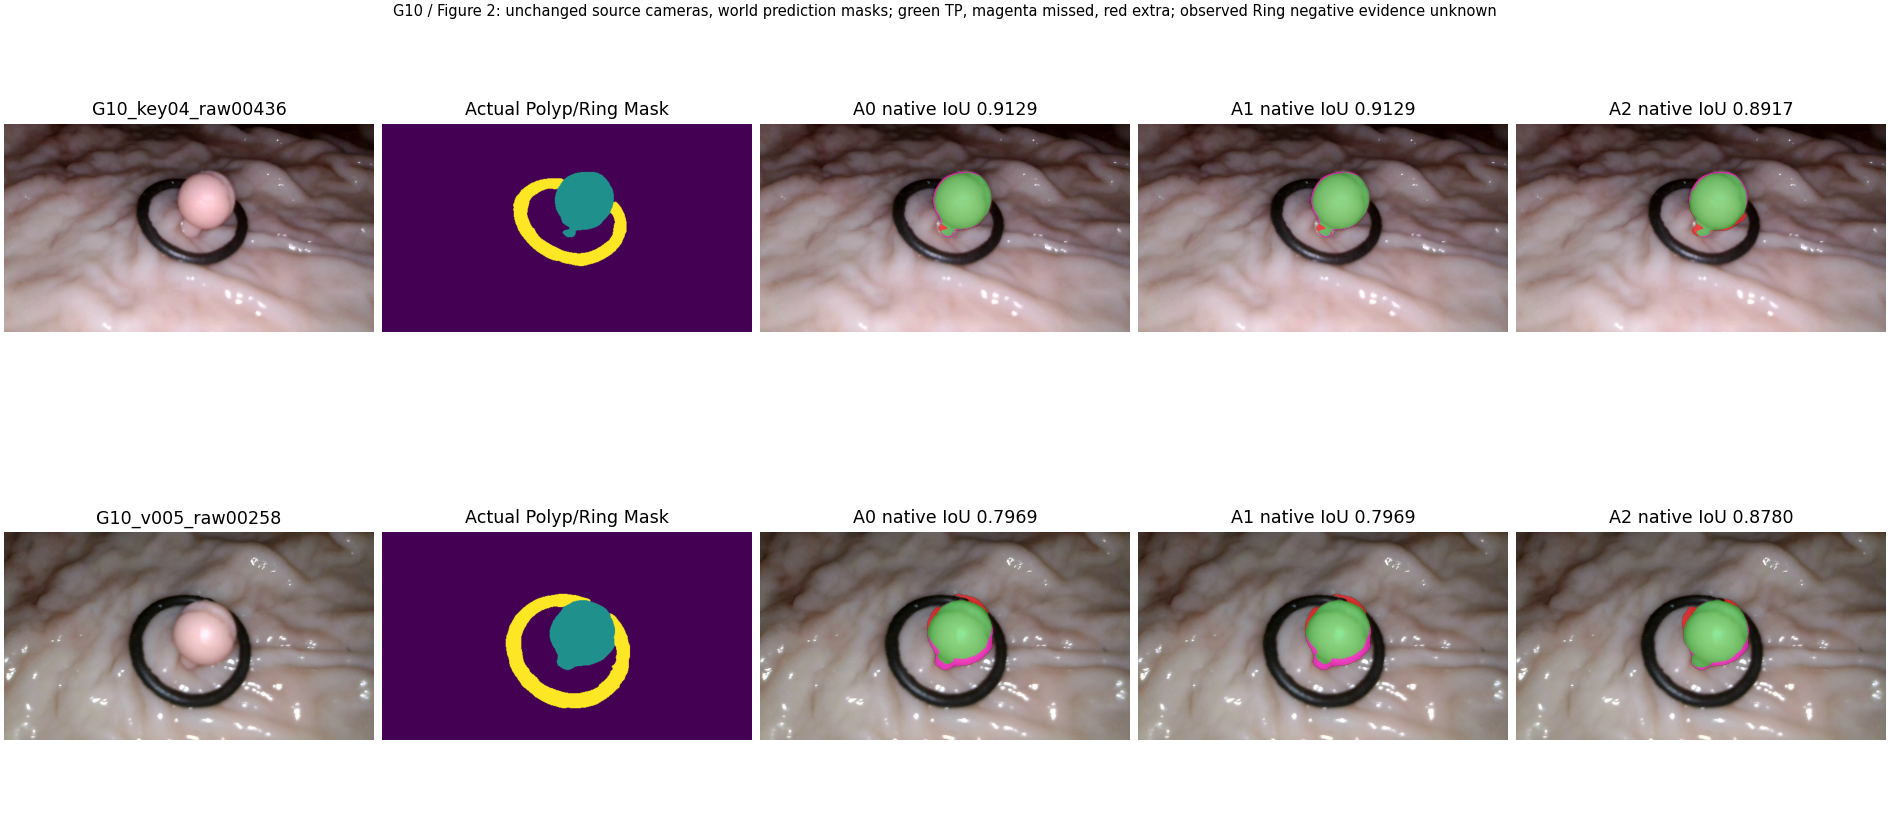 G10 / Figure 2: unchanged source cameras, world prediction masks; green TP, magenta missed, red extra; observed Ring negative evidence unknown
G10_key04_raw00436
Actual Polyp/Ring Mask
A0 native IoU 0.9129
A1 native IoU 0.9129
A2 native IoU 0.8917
G10_v005_raw00258
Actual Polyp/Ring Mask
A0 native IoU 0.7969
A1 native IoU 0.7969
A2 native IoU 0.8780